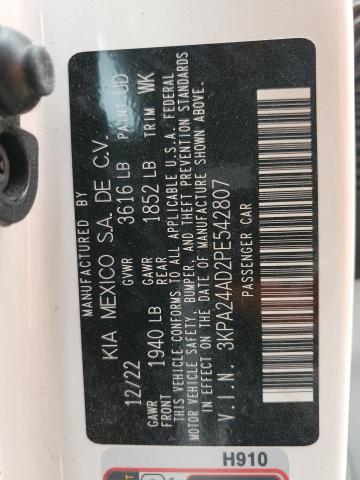 MANUFACTURED BY
KIA MEXICO S.A. DE C.V.
12/22 GVWR 3616 LB PAINT UD
GAWR FRONT 1940 LB GAWR REAR 1852 LB TRIM WK
THIS VEHICLE CONFORMS TO ALL APPLICABLE U.S.A. FEDERAL
MOTOR VEHICLE SAFETY, BUMPER, AND THEFT PREVENTION STANDARDS
IN EFFECT ON THE DATE OF MANUFACTURE SHOWN ABOVE.
V.I.N. 3KPA24AD2PE542807
PASSENGER CAR
H910